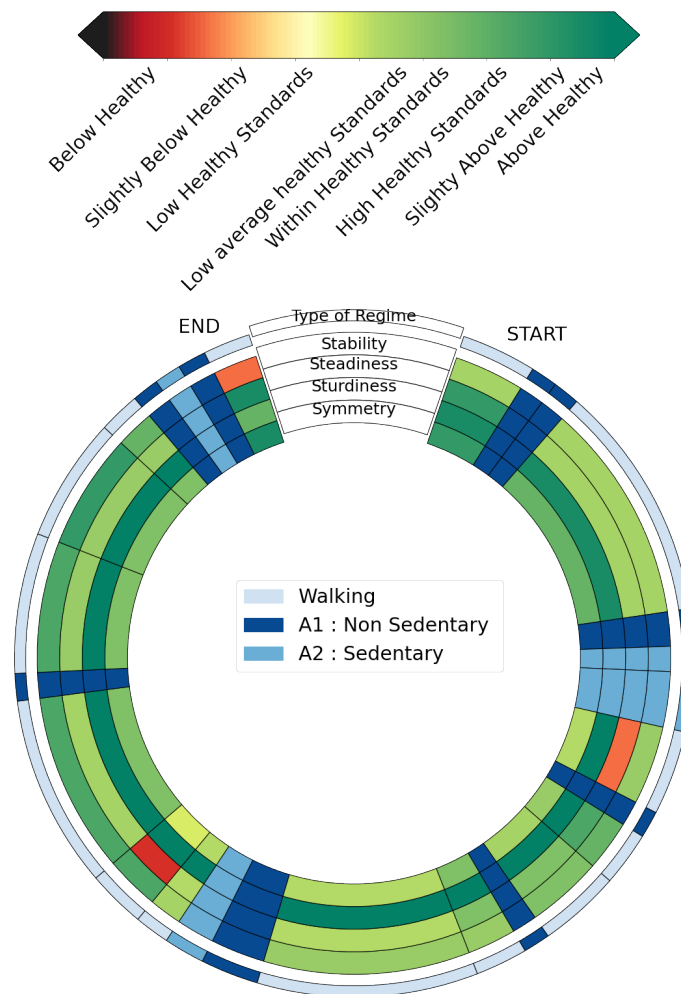 Below Healthy
Slightly Below Healthy
Low Healthy Standards
Low average healthy Standards
Within Healthy Standards
High Healthy Standards
Slighty Above Healthy
Above Healthy
END
Type of Regime
START
Stability
Steadiness
Sturdiness
Symmetry
Walking
A1 : Non Sedentary
A2 : Sedentary